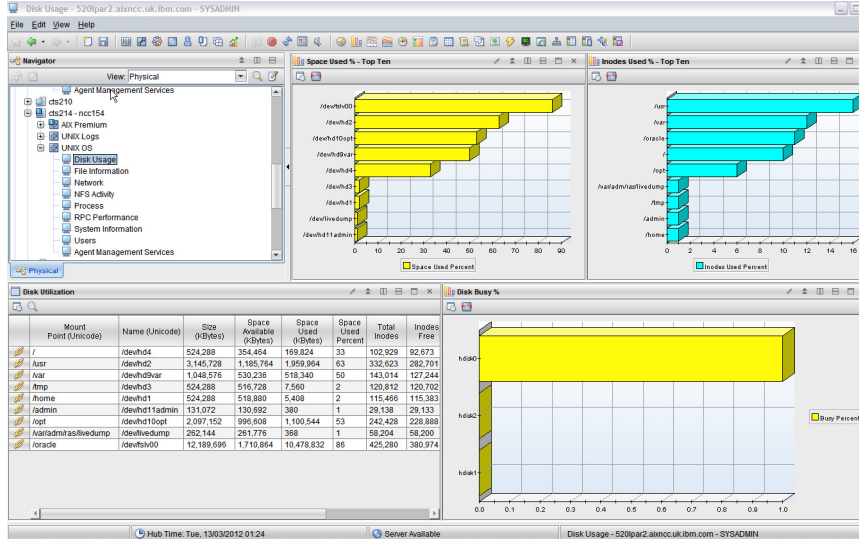 Disk Usage - 520lpar2.aixncc.uk.ibm.com - SYSADMIN
File Edit View Help
Navigator
View: Physical
Agent Management Services
cts210
cts214 - ncc154
AIX Premium
UNIX Logs
UNIX OS
Disk Usage
File Information
Network
NFS Activity
Process
RPC Performance
System Information
Users
Agent Management Services
Physical
Space Used % - Top Ten
/dev/fslv00
/dev/hd2
/dev/hd10opt
/dev/hd9var
/dev/hd4
/dev/hd3
/dev/hd1
/dev/livedump
/dev/hd11admin
0 10 20 30 40 50 60 70 80 90
Space Used Percent
Inodes Used % - Top Ten
/usr
/var
/oracle
/
/opt
/var/adm/ras/livedump
/tmp
/admin
/home
0 2 4 6 8 10 12 14 16
Inodes Used Percent
Disk Utilization
Mount Point (Unicode) Name (Unicode) Size (KBytes) Space Available (KBytes) Space Used (KBytes) Space Used Percent Total Inodes Inodes Free
/ /dev/hd4 524,288 354,464 169,824 33 102,929 92,673
/usr /dev/hd2 3,145,728 1,185,764 1,959,964 63 332,623 282,701
/var /dev/hd9var 1,048,576 530,236 518,340 50 143,014 127,244
/tmp /dev/hd3 524,288 516,728 7,560 2 120,812 120,702
/home /dev/hd1 524,288 518,880 5,408 2 115,466 115,383
/admin /dev/hd11admin 131,072 130,692 380 1 29,138 29,133
/opt /dev/hd10opt 2,097,152 996,608 1,100,544 53 242,428 228,888
/var/adm/ras/livedump /dev/livedump 262,144 261,776 368 1 58,204 58,200
/oracle /dev/fslv00 12,189,696 1,710,864 10,478,832 86 425,280 380,974
Disk Busy %
hdisk0
hdisk2
hdisk1
0.0 0.1 0.2 0.3 0.4 0.5 0.6 0.7 0.8 0.9 1.0
Busy Percent
Hub Time: Tue, 13/03/2012 01:24
Server Available
Disk Usage - 520lpar2.aixncc.uk.ibm.com - SYSADMIN